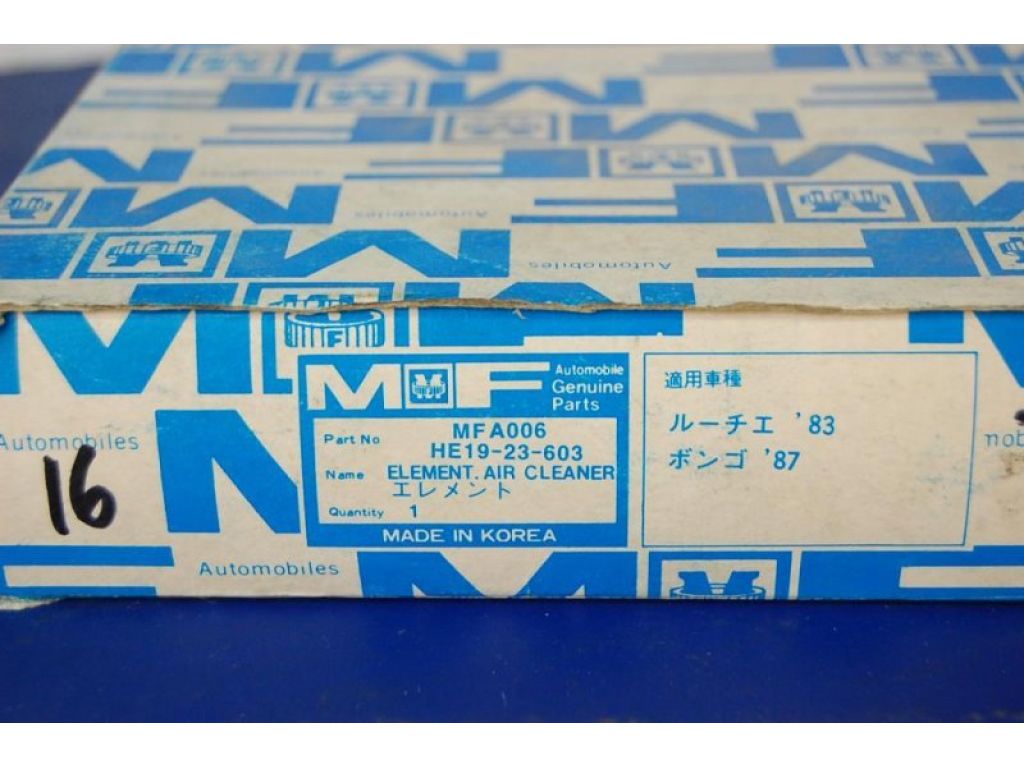 Automobiles
Automobiles
M F
Automobile
Genuine
Parts
Part No MFA006
HE19-23-603
Name ELEMENT. AIR CLEANER
エレメント
Quantity 1
MADE IN KOREA
適用車種
ルーチェ '83
ボンゴ '87
Automobiles
16
Automobiles